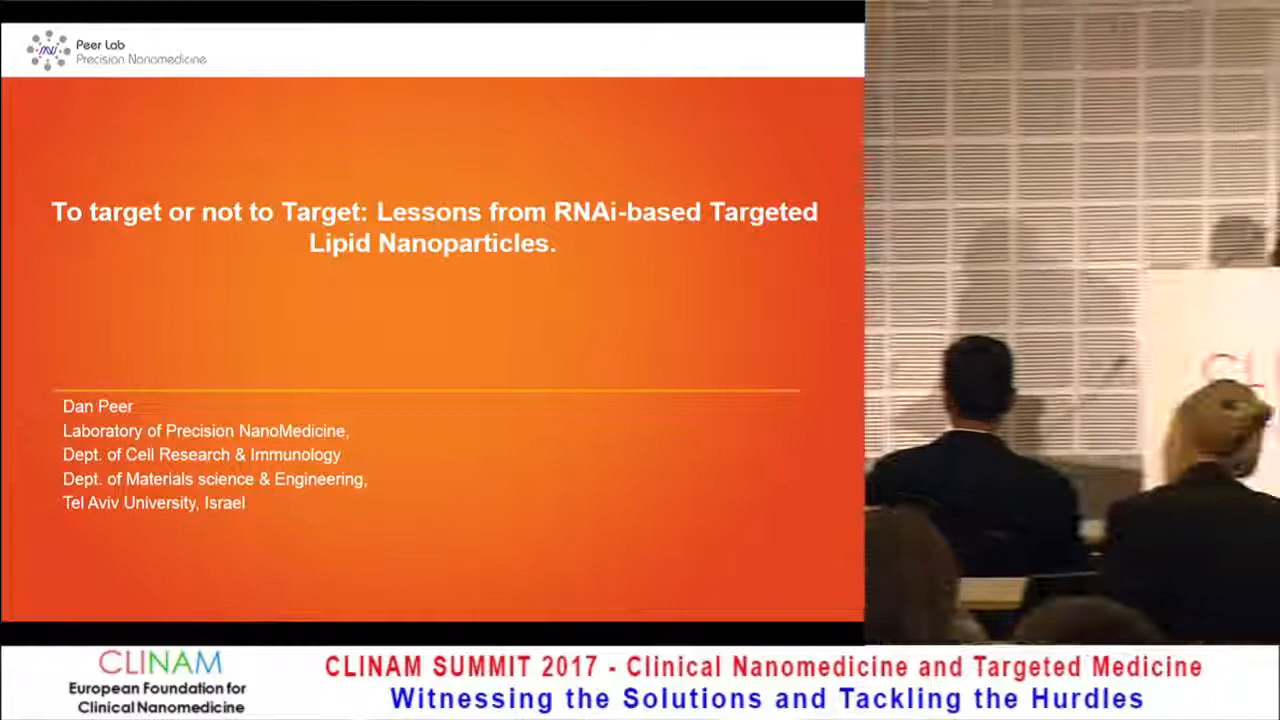 Peer Lab
Precision Nanomedicine
To target or not to Target: Lessons from RNAi-based Targeted
Lipid Nanoparticles.
Dan Peer
Laboratory of Precision NanoMedicine,
Dept. of Cell Research & Immunology
Dept. of Materials science & Engineering,
Tel Aviv University, Israel
CL
CLINAM
European Foundation for
Clinical Nanomedicine
CLINAM SUMMIT 2017 - Clinical Nanomedicine and Targeted Medicine
Witnessing the Solutions and Tackling the Hurdles